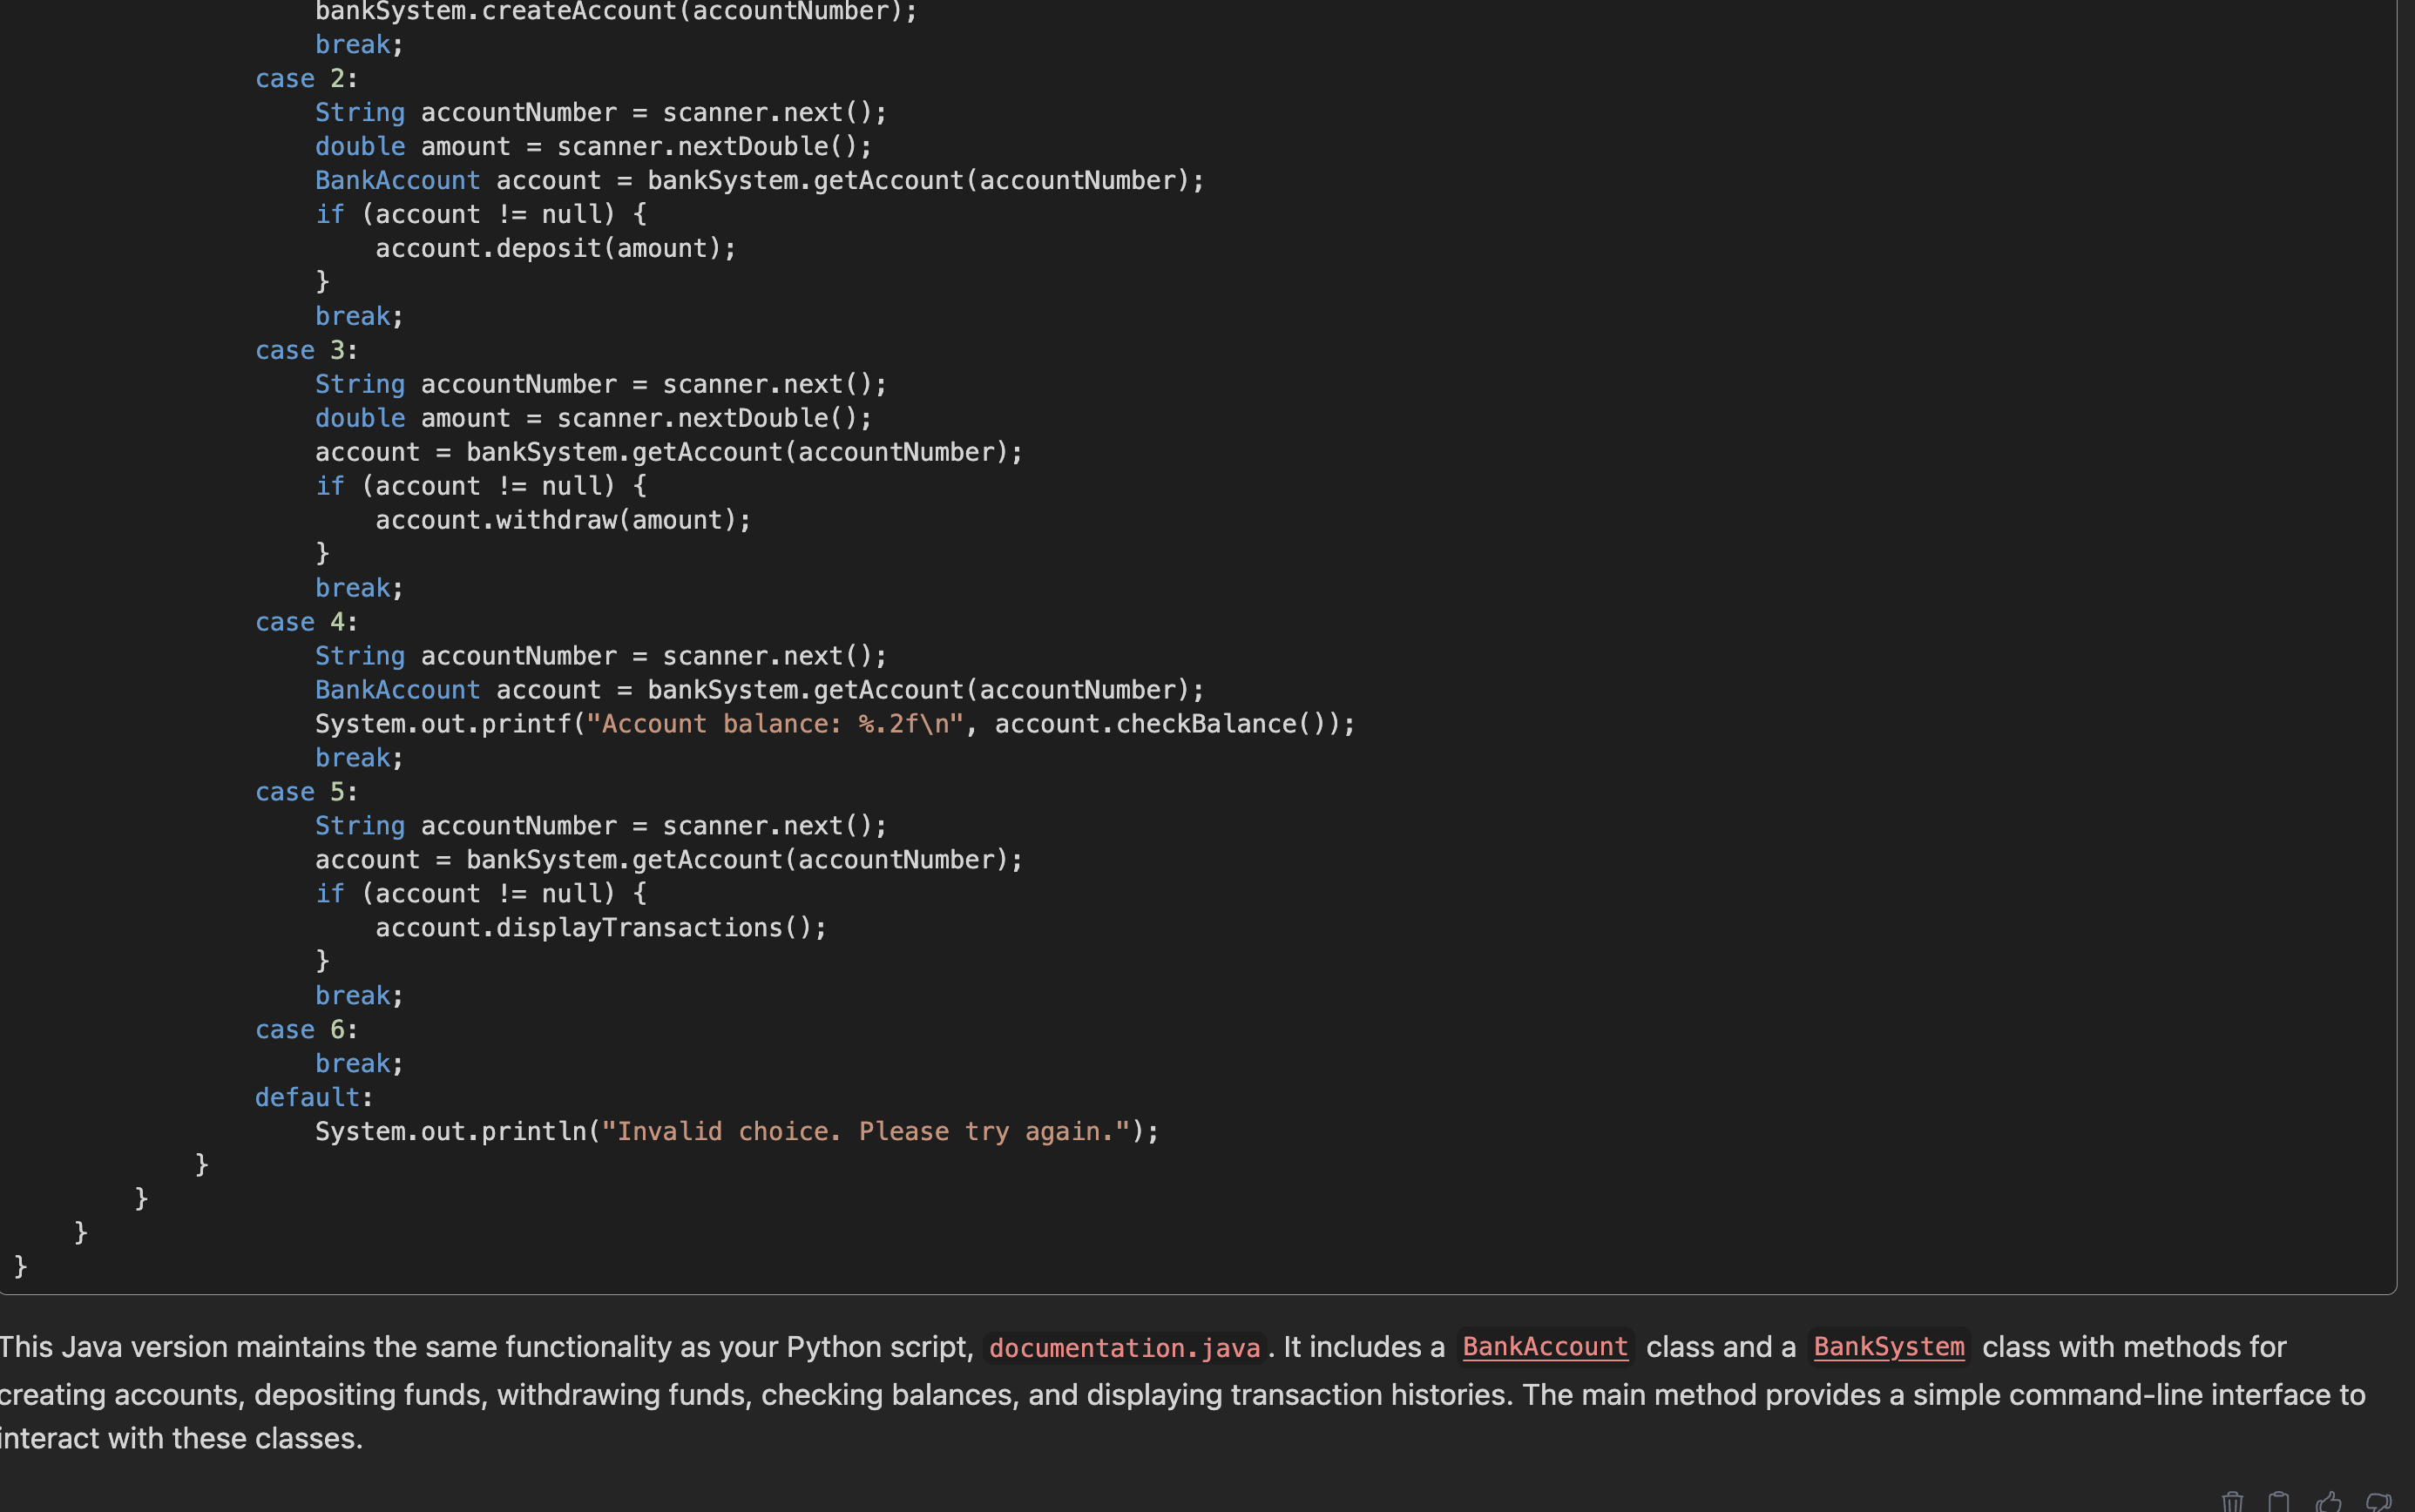 bankSystem.createAccount(accountNumber);
break;
case 2:
String accountNumber = scanner.next();
double amount = scanner.nextDouble();
BankAccount account = bankSystem.getAccount(accountNumber);
if (account != null) {
account.deposit(amount);
}
break;
case 3:
String accountNumber = scanner.next();
double amount = scanner.nextDouble();
account = bankSystem.getAccount(accountNumber);
if (account != null) {
account.withdraw(amount);
}
break;
case 4:
String accountNumber = scanner.next();
BankAccount account = bankSystem.getAccount(accountNumber);
System.out.printf("Account balance: %.2f\n", account.checkBalance());
break;
case 5:
String accountNumber = scanner.next();
account = bankSystem.getAccount(accountNumber);
if (account != null) {
account.displayTransactions();
}
break;
case 6:
break;
default:
System.out.println("Invalid choice. Please try again.");
}
}
}
}
This Java version maintains the same functionality as your Python script, documentation.java. It includes a BankAccount class and a BankSystem class with methods for
creating accounts, depositing funds, withdrawing funds, checking balances, and displaying transaction histories. The main method provides a simple command-line interface to
interact with these classes.